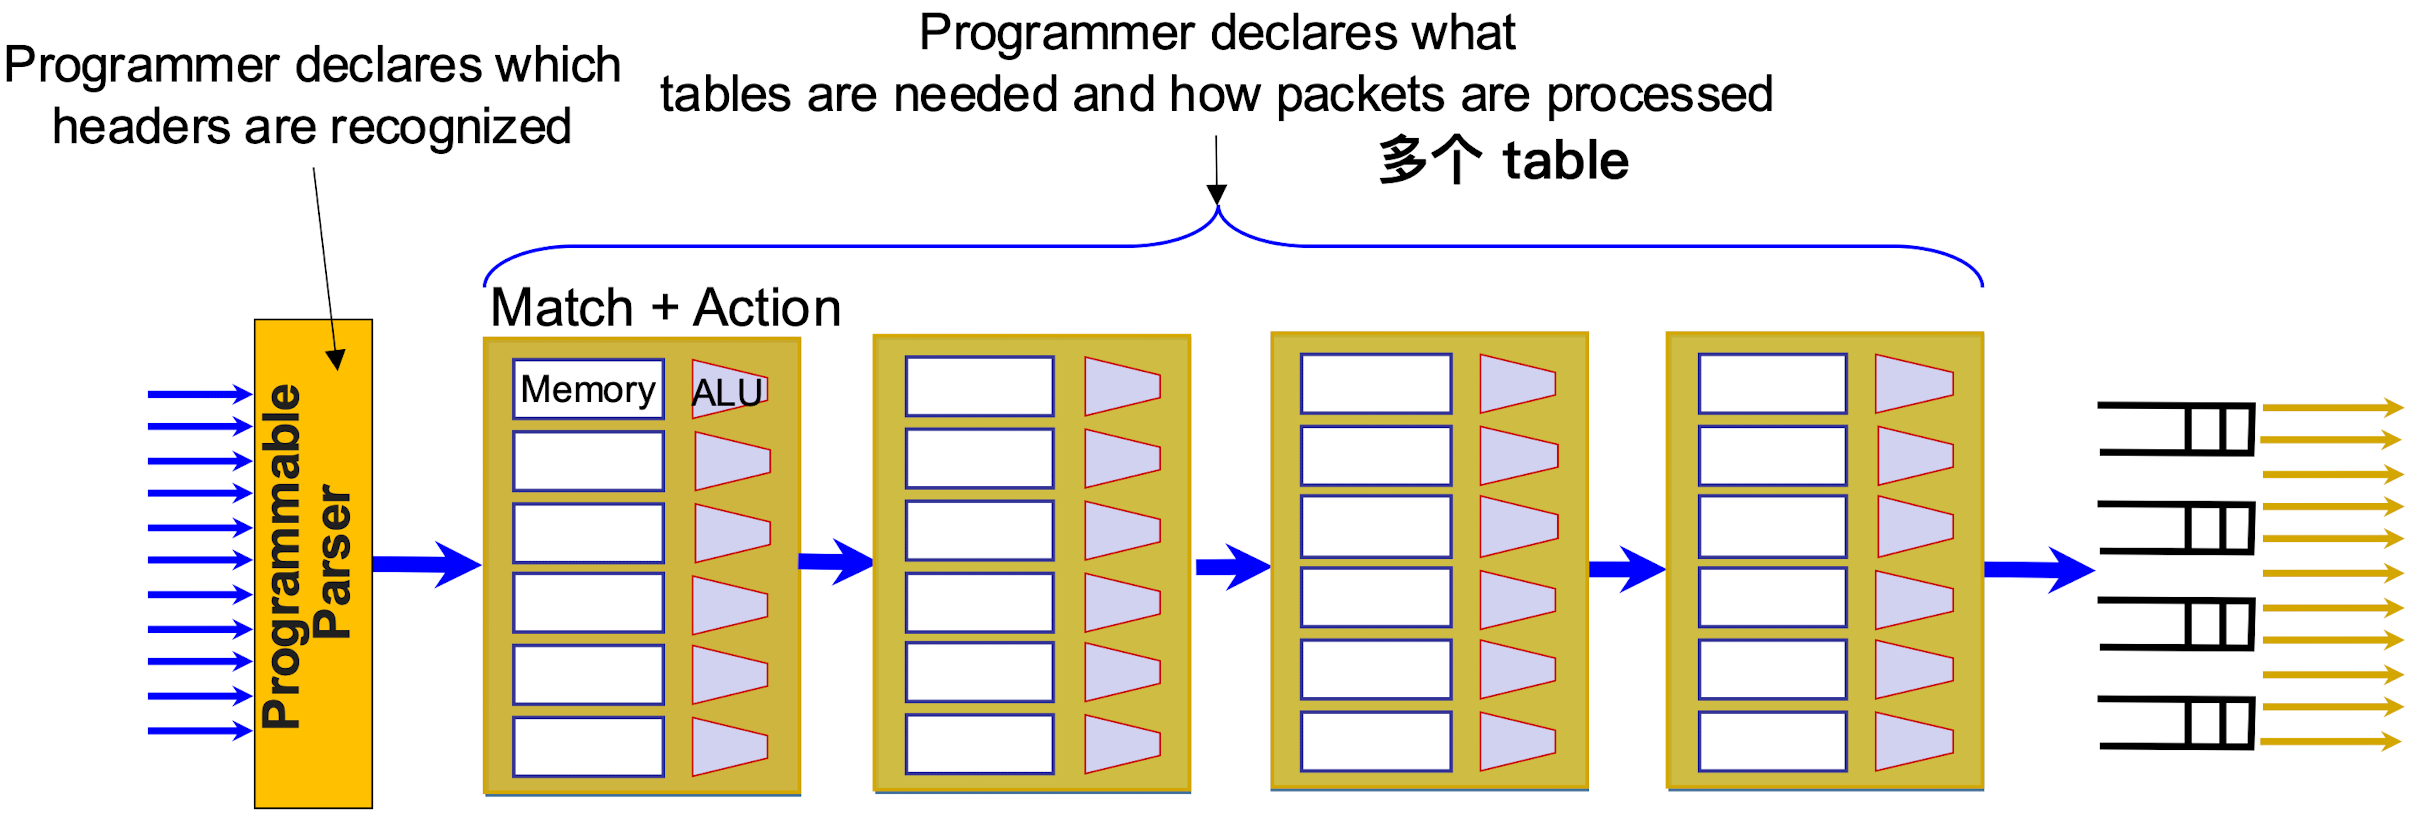 Programmer declares which
headers are recognized
Programmer declares what
tables are needed and how packets are processed
多个 table
Match + Action
Memory
ALU
Programmable
Parser